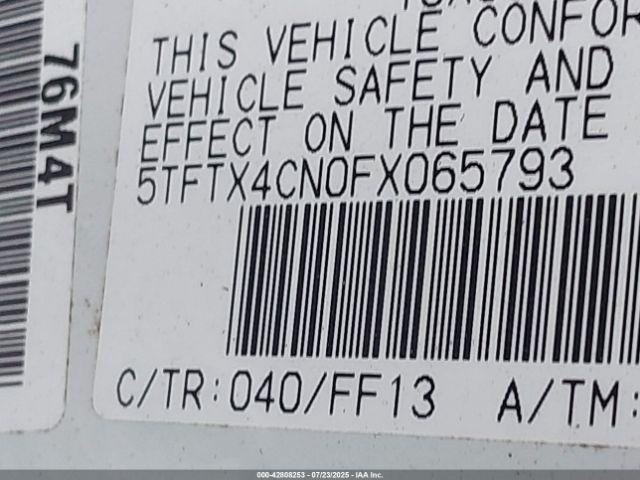 THIS VEHICLE CONFOR
VEHICLE SAFETY AND
EFFECT ON THE DATE
5TFTX4CN0FX065793
C/TR:040/FF13 A/TM:
76M4T
000-42808253 - 07/23/2025 - IAA Inc.